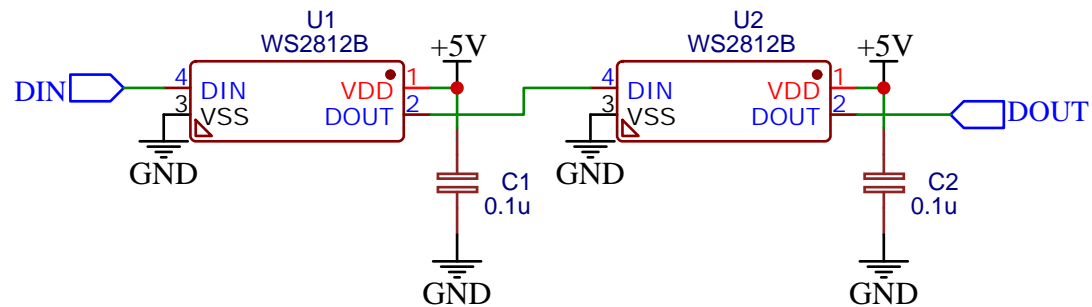 U1
WS2812B
+5V
DIN
4
DIN
VDD
1
3
VSS
DOUT
2
GND
C1
0.1u
GND
U2
WS2812B
+5V
4
DIN
VDD
1
3
VSS
DOUT
2
DOUT
GND
C2
0.1u
GND